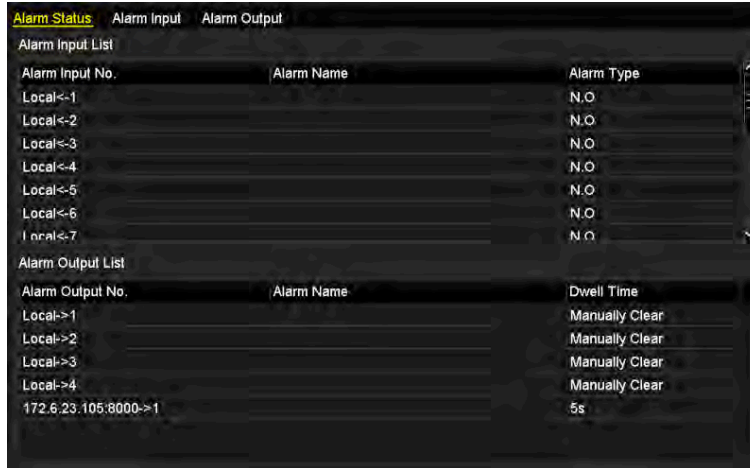 Alarm Status Alarm Input Alarm Output
Alarm Input List
Alarm Input No. Alarm Name Alarm Type
Local<-1 N.O
Local<-2 N.O
Local<-3 N.O
Local<-4 N.O
Local<-5 N.O
Local<-6 N.O
Local<-7 N.O
Alarm Output List
Alarm Output No. Alarm Name Dwell Time
Local->1 Manually Clear
Local->2 Manually Clear
Local->3 Manually Clear
Local->4 Manually Clear
172.6.23.105:8000->1 5s